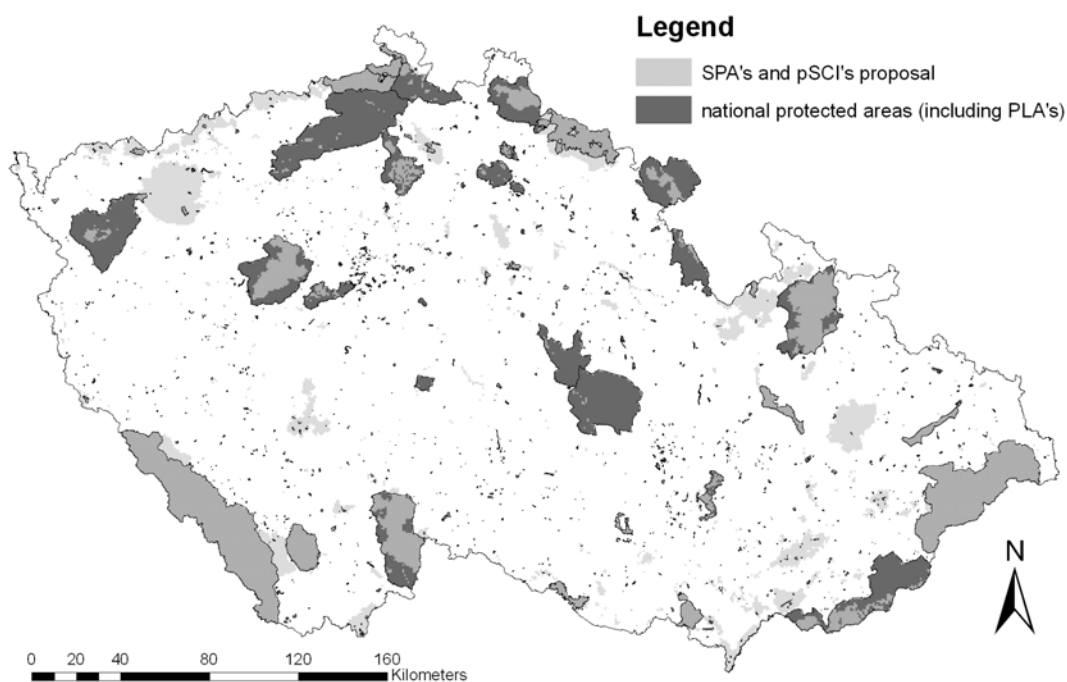 Legend
SPA's and pSCI's proposal
national protected areas (including PLA's)
N
0 20 40 80 120 160
Kilometers